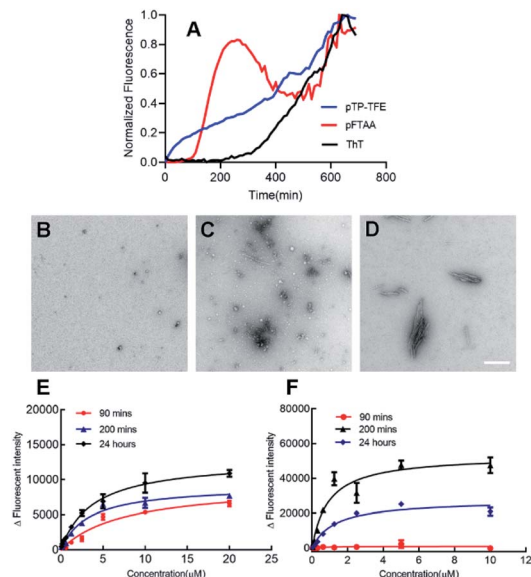 A
Normalized Fluorescence
1.0
0.8
0.6
0.4
0.2
0.0
pTP-TFE
pFTAA
ThT
0 200 400 600 800
Time(min)
B
C
D
E
Δ Fluorescent intensity
20000
15000
10000
5000
0
90 mins
200 mins
24 hours
0 5 10 15 20 25
Concentration(uM)
F
Δ Fluorescent intensity
80000
60000
40000
20000
0
90 mins
200 mins
24 hours
0 2 4 6 8 10 12
Concentration(uM)